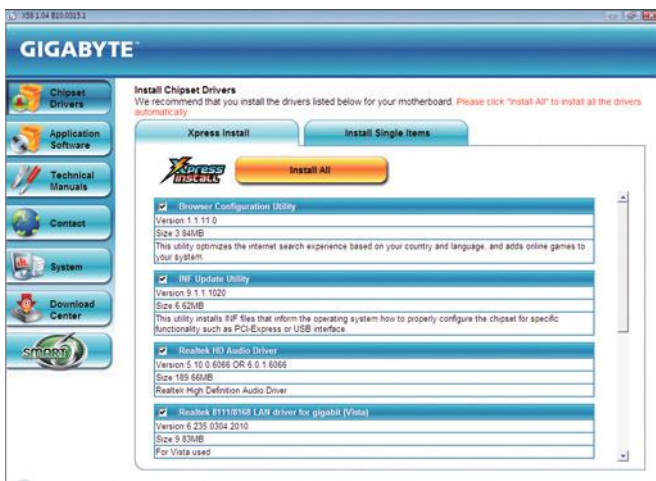 X58 1.04 B10.0315.1
GIGABYTE™
Chipset
Drivers
Application
Software
Technical
Manuals
Contact
System
Download
Center
SMART
Install Chipset Drivers
We recommend that you install the drivers listed below for your motherboard. Please click "Install All" to install all the drivers
automatically.
Xpress Install
Install Single Items
Xpress
INSTALL
Install All
Browser Configuration Utility
Version:1.1.11.0
Size:3.84MB
This utility optimizes the internet search experience based on your country and language, and adds online games to
your system.
INF Update Utility
Version:9.1.1.1020
Size:6.62MB
This utility installs INF files that inform the operating system how to properly configure the chipset for specific
functionality such as PCI-Express or USB interface.
Realtek HD Audio Driver
Version:5.10.0.6066 OR 6.0.1.6066
Size:189.66MB
Realtek High Definition Audio Driver
Realtek 8111/8168 LAN driver for gigabit (Vista)
Version:6.235.0304.2010
Size:9.83MB
For Vista used